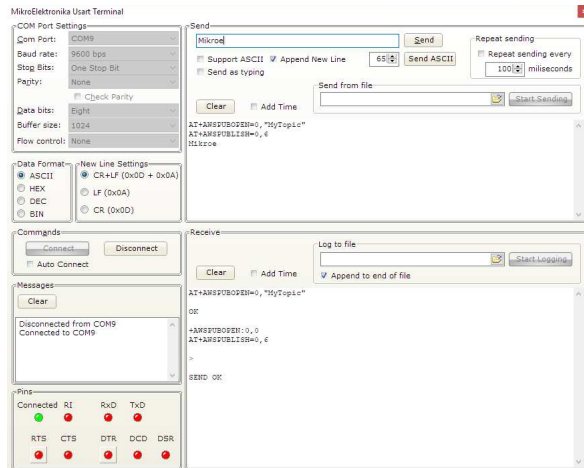 MikroElektronika Usart Terminal
COM Port Settings
Com Port: COM9
Baud rate: 9600 bps
Stop Bits: One Stop Bit
Parity: None
Check Parity
Data bits: Eight
Buffer size: 1024
Flow control: None
Data Format
ASCII
HEX
DEC
BIN
New Line Settings
CR+LF (0x0D + 0x0A)
LF (0x0A)
CR (0x0D)
Commands
Connect Disconnect
Auto Connect
Messages
Clear
Disconnected from COM9
Connected to COM9
Pins
Connected RI RxD TxD
RTS CTS DTR DCD DSR
Send
Mikroe Send
Support ASCII Append New Line 65 Send ASCII
Send as typing
Repeat sending
Repeat sending every
100 miliseconds
Send from file
Start Sending
Clear Add Time
AT+AWSPUBOPEN=0,"MyTopic"
AT+AWSPUBLISH=0,6
Mikroe
Receive
Log to file
Start Logging
Clear Add Time Append to end of file
AT+AWSPUBOPEN=0,"MyTopic"
OK
+AWSPUBOPEN:0,0
AT+AWSPUBLISH=0,6
>
SEND OK